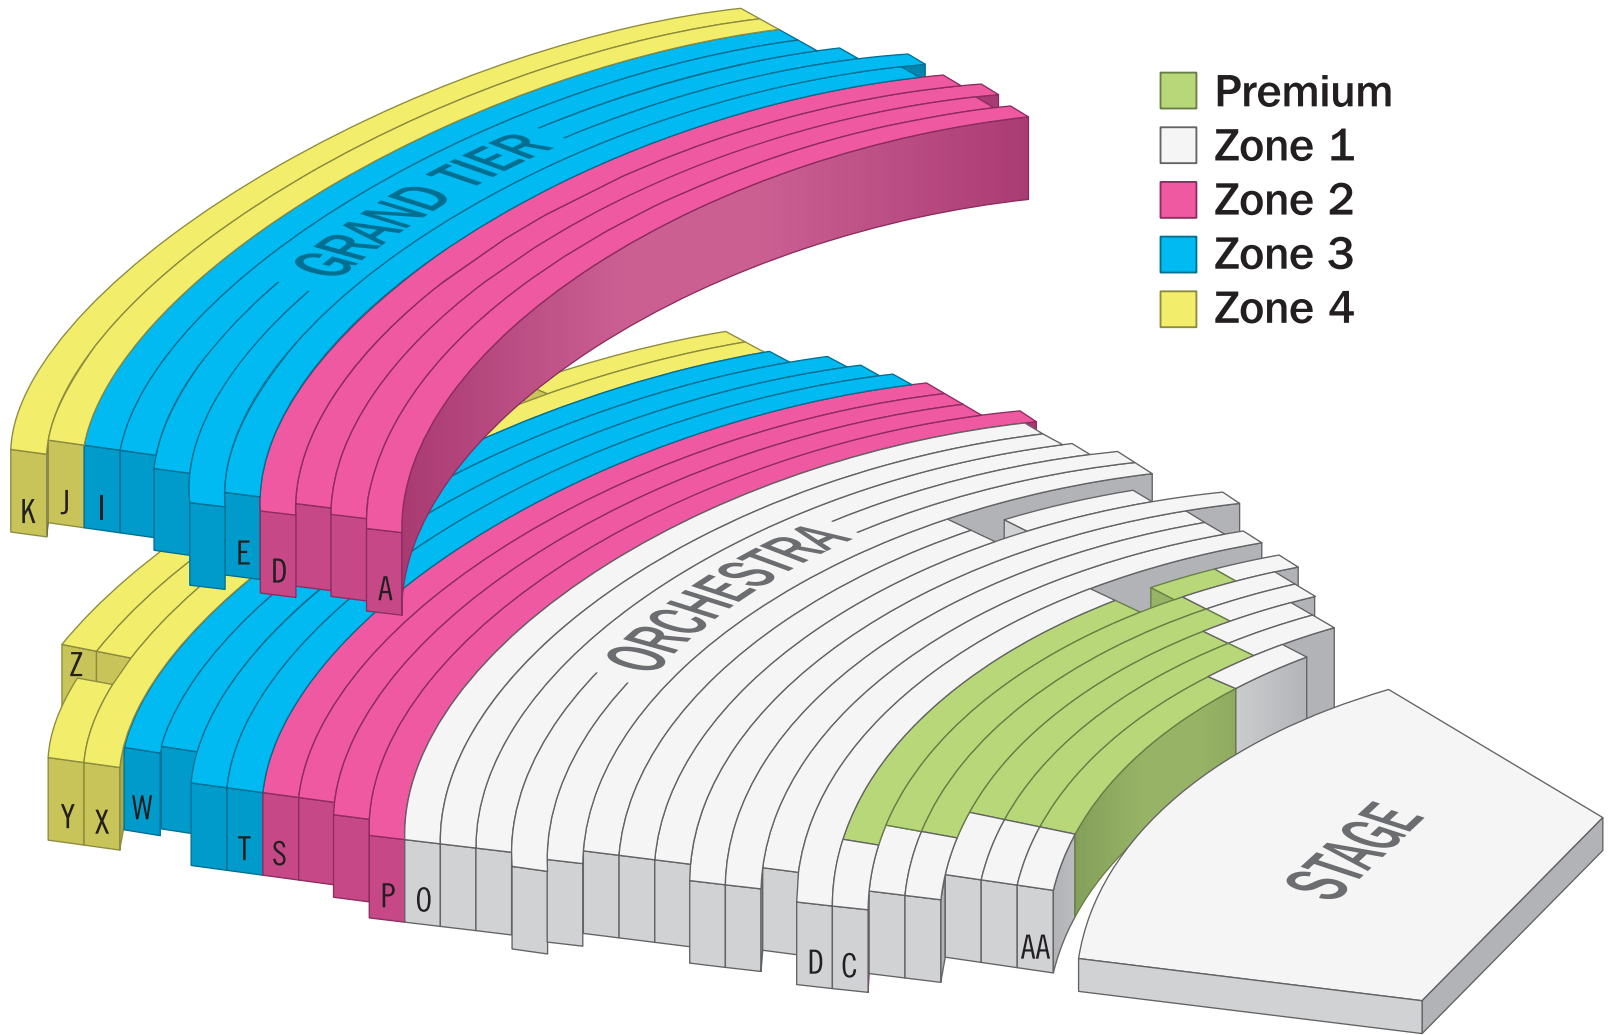 Premium
Zone 1
Zone 2
Zone 3
Zone 4
GRAND TIER
K
J
I
E
D
A
ORCHESTRA
Z
Y
X
W
T
S
P
O
D
C
AA
STAGE